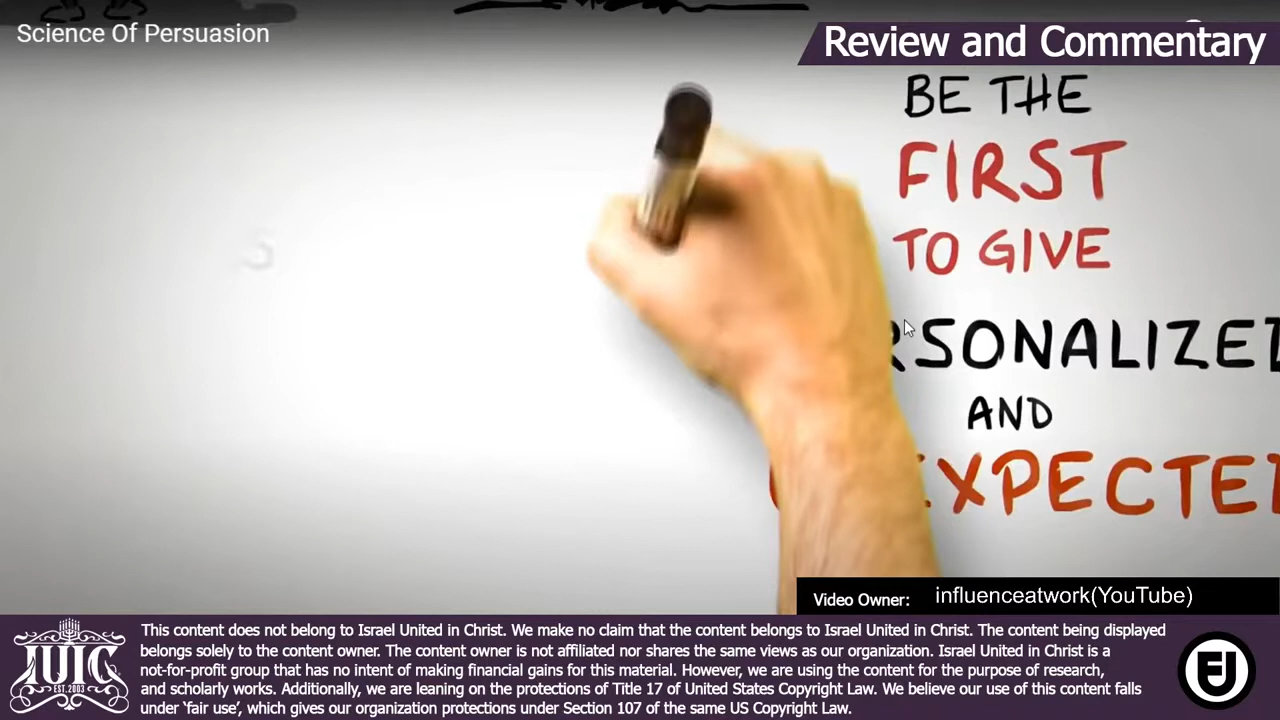 Science Of Persuasion
Review and Commentary
BE THE
FIRST
TO GIVE
RSONALIZED
AND
EXPECTED
Video Owner: influenceatwork(YouTube)
This content does not belong to Israel United in Christ. We make no claim that the content belongs to Israel United in Christ. The content being displayed
belongs solely to the content owner. The content owner is not affiliated nor shares the same views as our organization. Israel United in Christ is a
not-for-profit group that has no intent of making financial gains for this material. However, we are using the content for the purpose of research,
and scholarly works. Additionally, we are leaning on the protections of Title 17 of United States Copyright Law. We believe our use of this content falls
under ‘fair use’, which gives our organization protections under Section 107 of the same US Copyright Law.
IUIC
EST. 2003